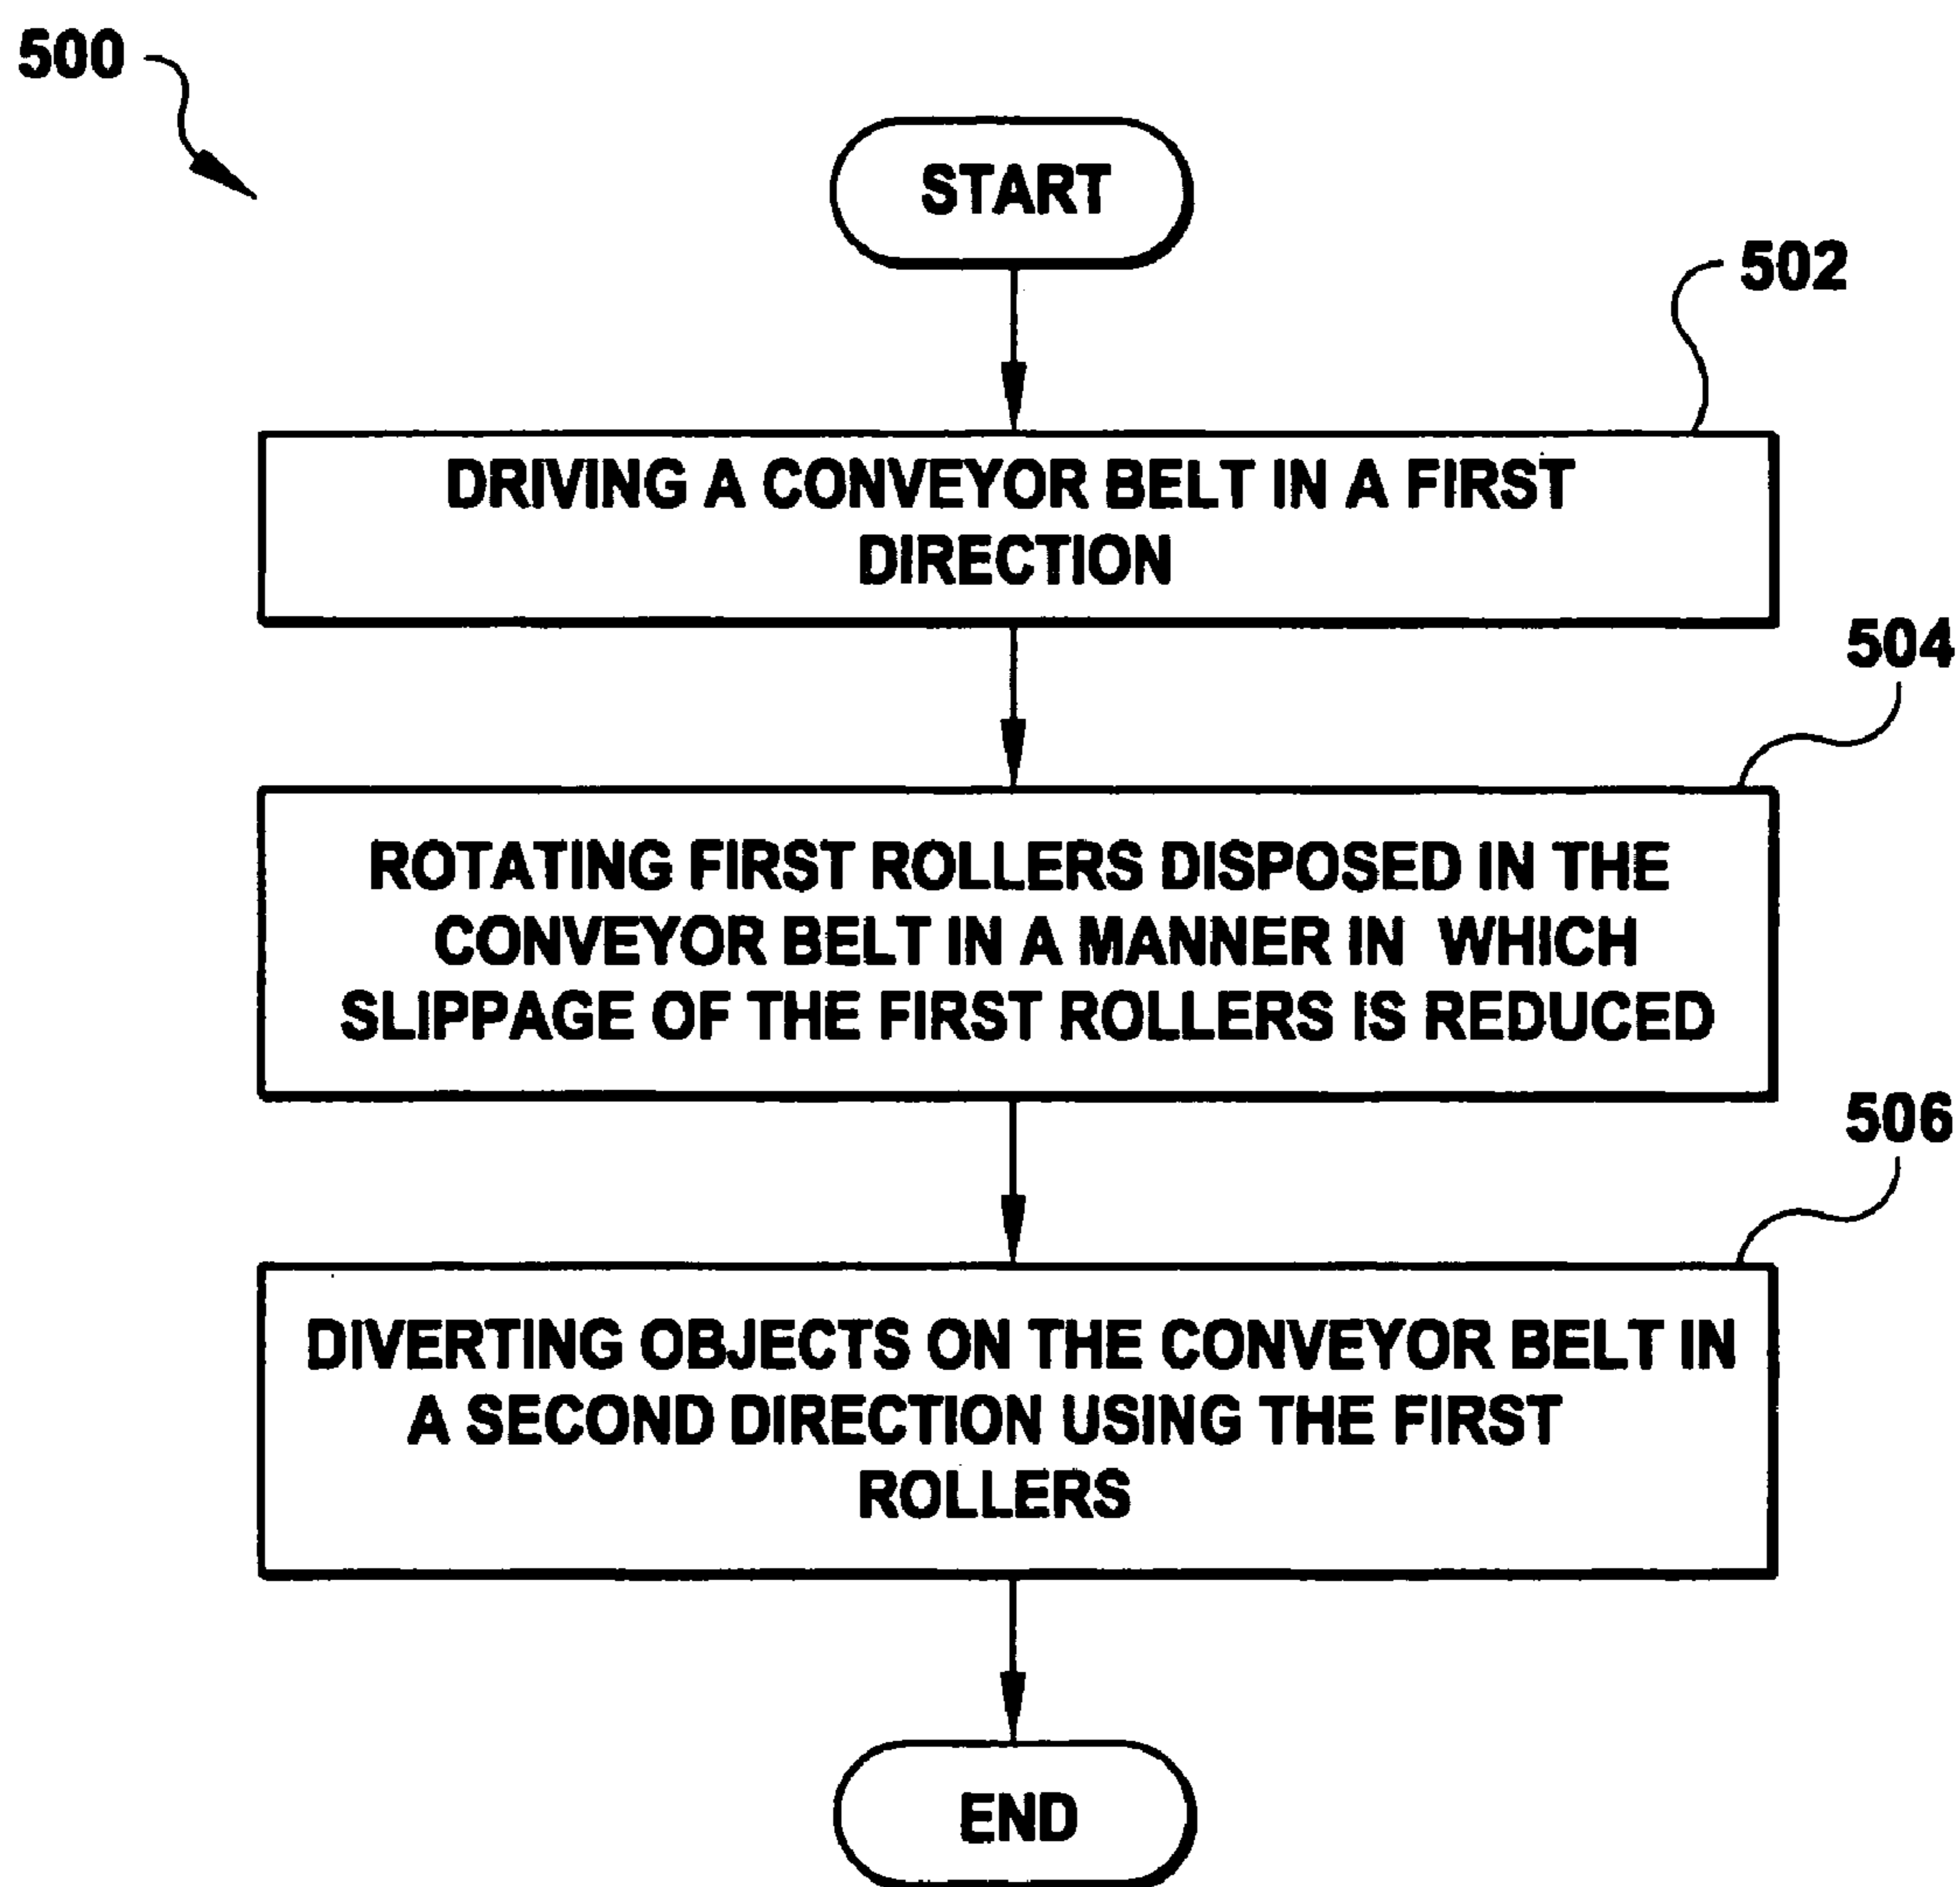 500
START
502
DRIVING A CONVEYOR BELT IN A FIRST
DIRECTION
504
ROTATING FIRST ROLLERS DISPOSED IN THE
CONVEYOR BELT IN A MANNER IN WHICH
SLIPPAGE OF THE FIRST ROLLERS IS REDUCED
506
DIVERTING OBJECTS ON THE CONVEYOR BELT IN
A SECOND DIRECTION USING THE FIRST
ROLLERS
END